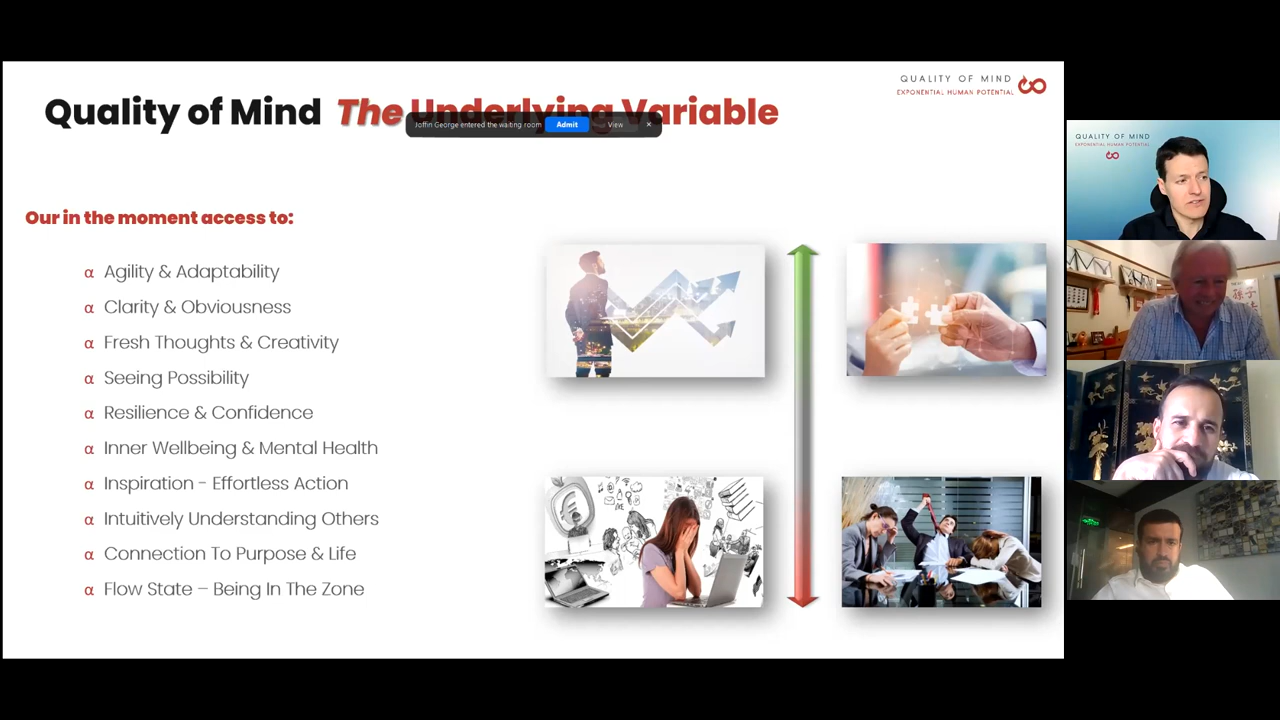 Quality of Mind The Underlying Variable
QUALITY OF MIND
EXPONENTIAL HUMAN POTENTIAL
Joffin George entered the waiting room Admit View
Our in the moment access to:
α Agility & Adaptability
α Clarity & Obviousness
α Fresh Thoughts & Creativity
α Seeing Possibility
α Resilience & Confidence
α Inner Wellbeing & Mental Health
α Inspiration - Effortless Action
α Intuitively Understanding Others
α Connection To Purpose & Life
α Flow State – Being In The Zone
QUALITY OF MIND
EXPONENTIAL HUMAN POTENTIAL
孫子